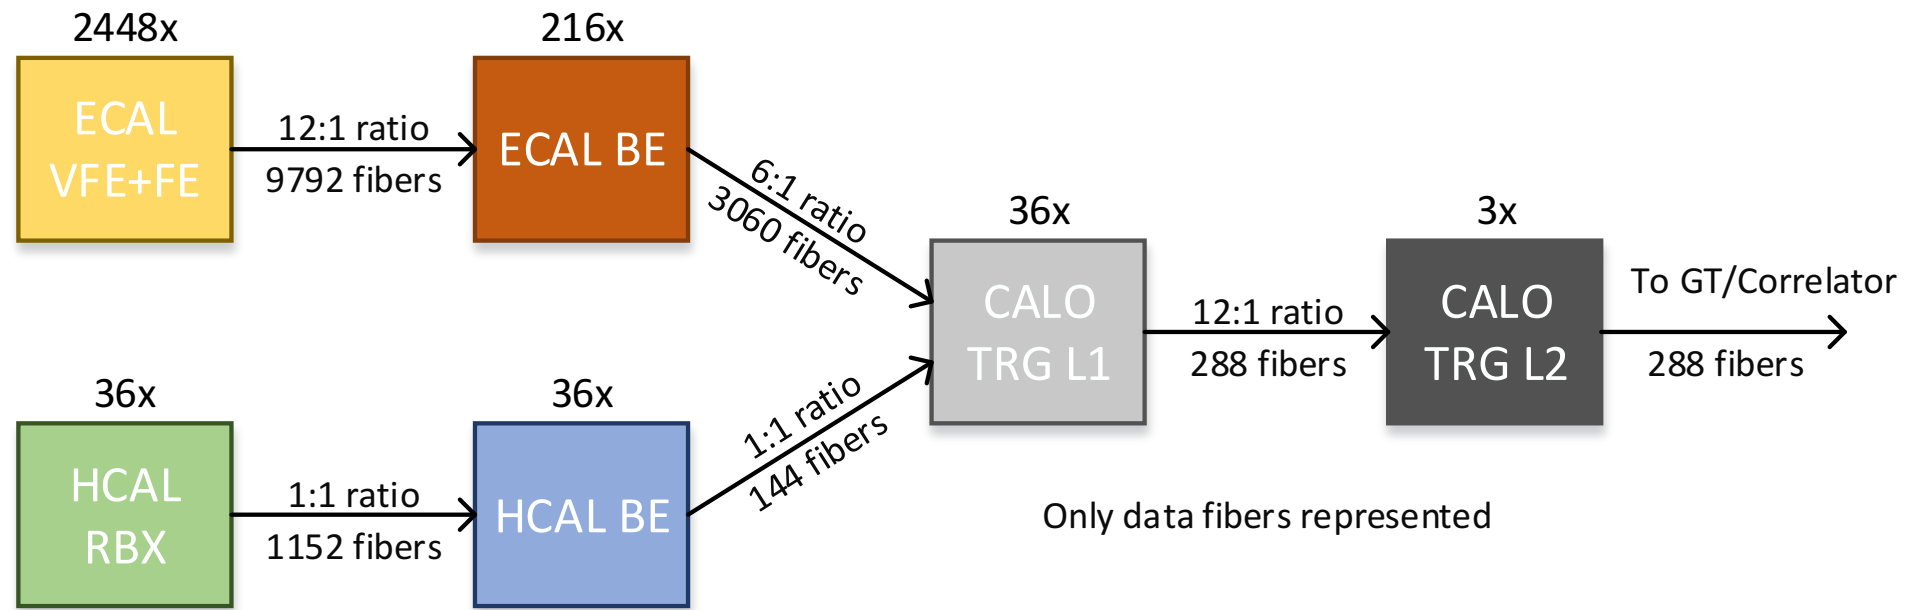 2448x
216x
ECAL
VFE+FE
12:1 ratio
9792 fibers
ECAL BE
6:1 ratio
3060 fibers
36x
3x
CALO
TRG L1
12:1 ratio
288 fibers
CALO
TRG L2
To GT/Correlator
288 fibers
36x
36x
HCAL
RBX
1:1 ratio
1152 fibers
HCAL BE
1:1 ratio
144 fibers
Only data fibers represented